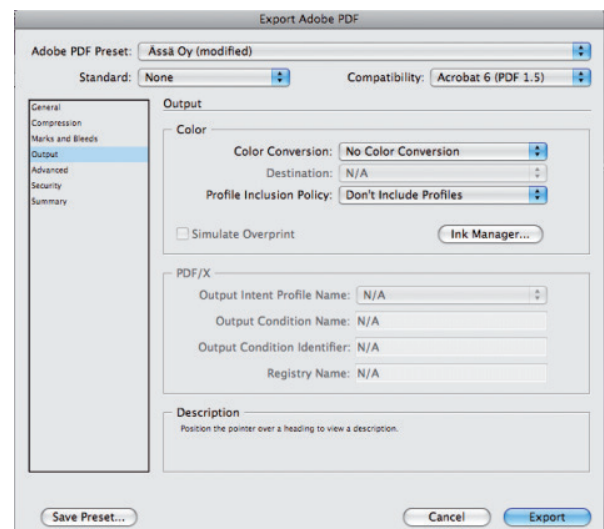 Export Adobe PDF
Adobe PDF Preset: Ässä Oy (modified)
Standard: None Compatibility: Acrobat 6 (PDF 1.5)
General
Compression
Marks and Bleeds
Output
Advanced
Security
Summary
Output
Color
Color Conversion: No Color Conversion
Destination: N/A
Profile Inclusion Policy: Don't Include Profiles
Simulate Overprint Ink Manager...
PDF/X
Output Intent Profile Name: N/A
Output Condition Name: N/A
Output Condition Identifier: N/A
Registry Name: N/A
Description
Position the pointer over a heading to view a description.
Save Preset... Cancel Export